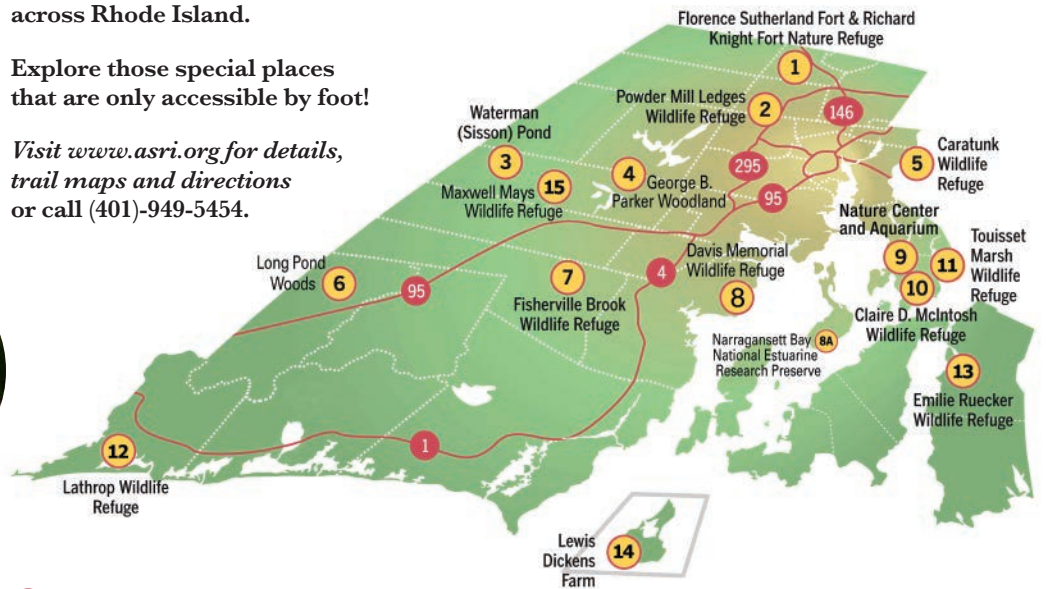 across Rhode Island.
Explore those special places
that are only accessible by foot!
Visit www.asri.org for details,
trail maps and directions
or call (401)-949-5454.
Florence Sutherland Fort & Richard
Knight Fort Nature Refuge
1
Powder Mill Ledges
Wildlife Refuge
2
146
Waterman
(Sisson) Pond
3
4
George B.
Parker Woodland
295
95
5
Caratunk
Wildlife
Refuge
Maxwell Mays
Wildlife Refuge
15
Nature Center
and Aquarium
9
10
11
Touisset
Marsh
Wildlife
Refuge
Long Pond
Woods
6
95
7
Fisherville Brook
Wildlife Refuge
4
Davis Memorial
Wildlife Refuge
8
Claire D. McIntosh
Wildlife Refuge
Narragansett Bay
National Estuarine
Research Preserve
8A
13
Emilie Ruecker
Wildlife Refuge
12
Lathrop Wildlife
Refuge
1
Lewis
Dickens
Farm
14